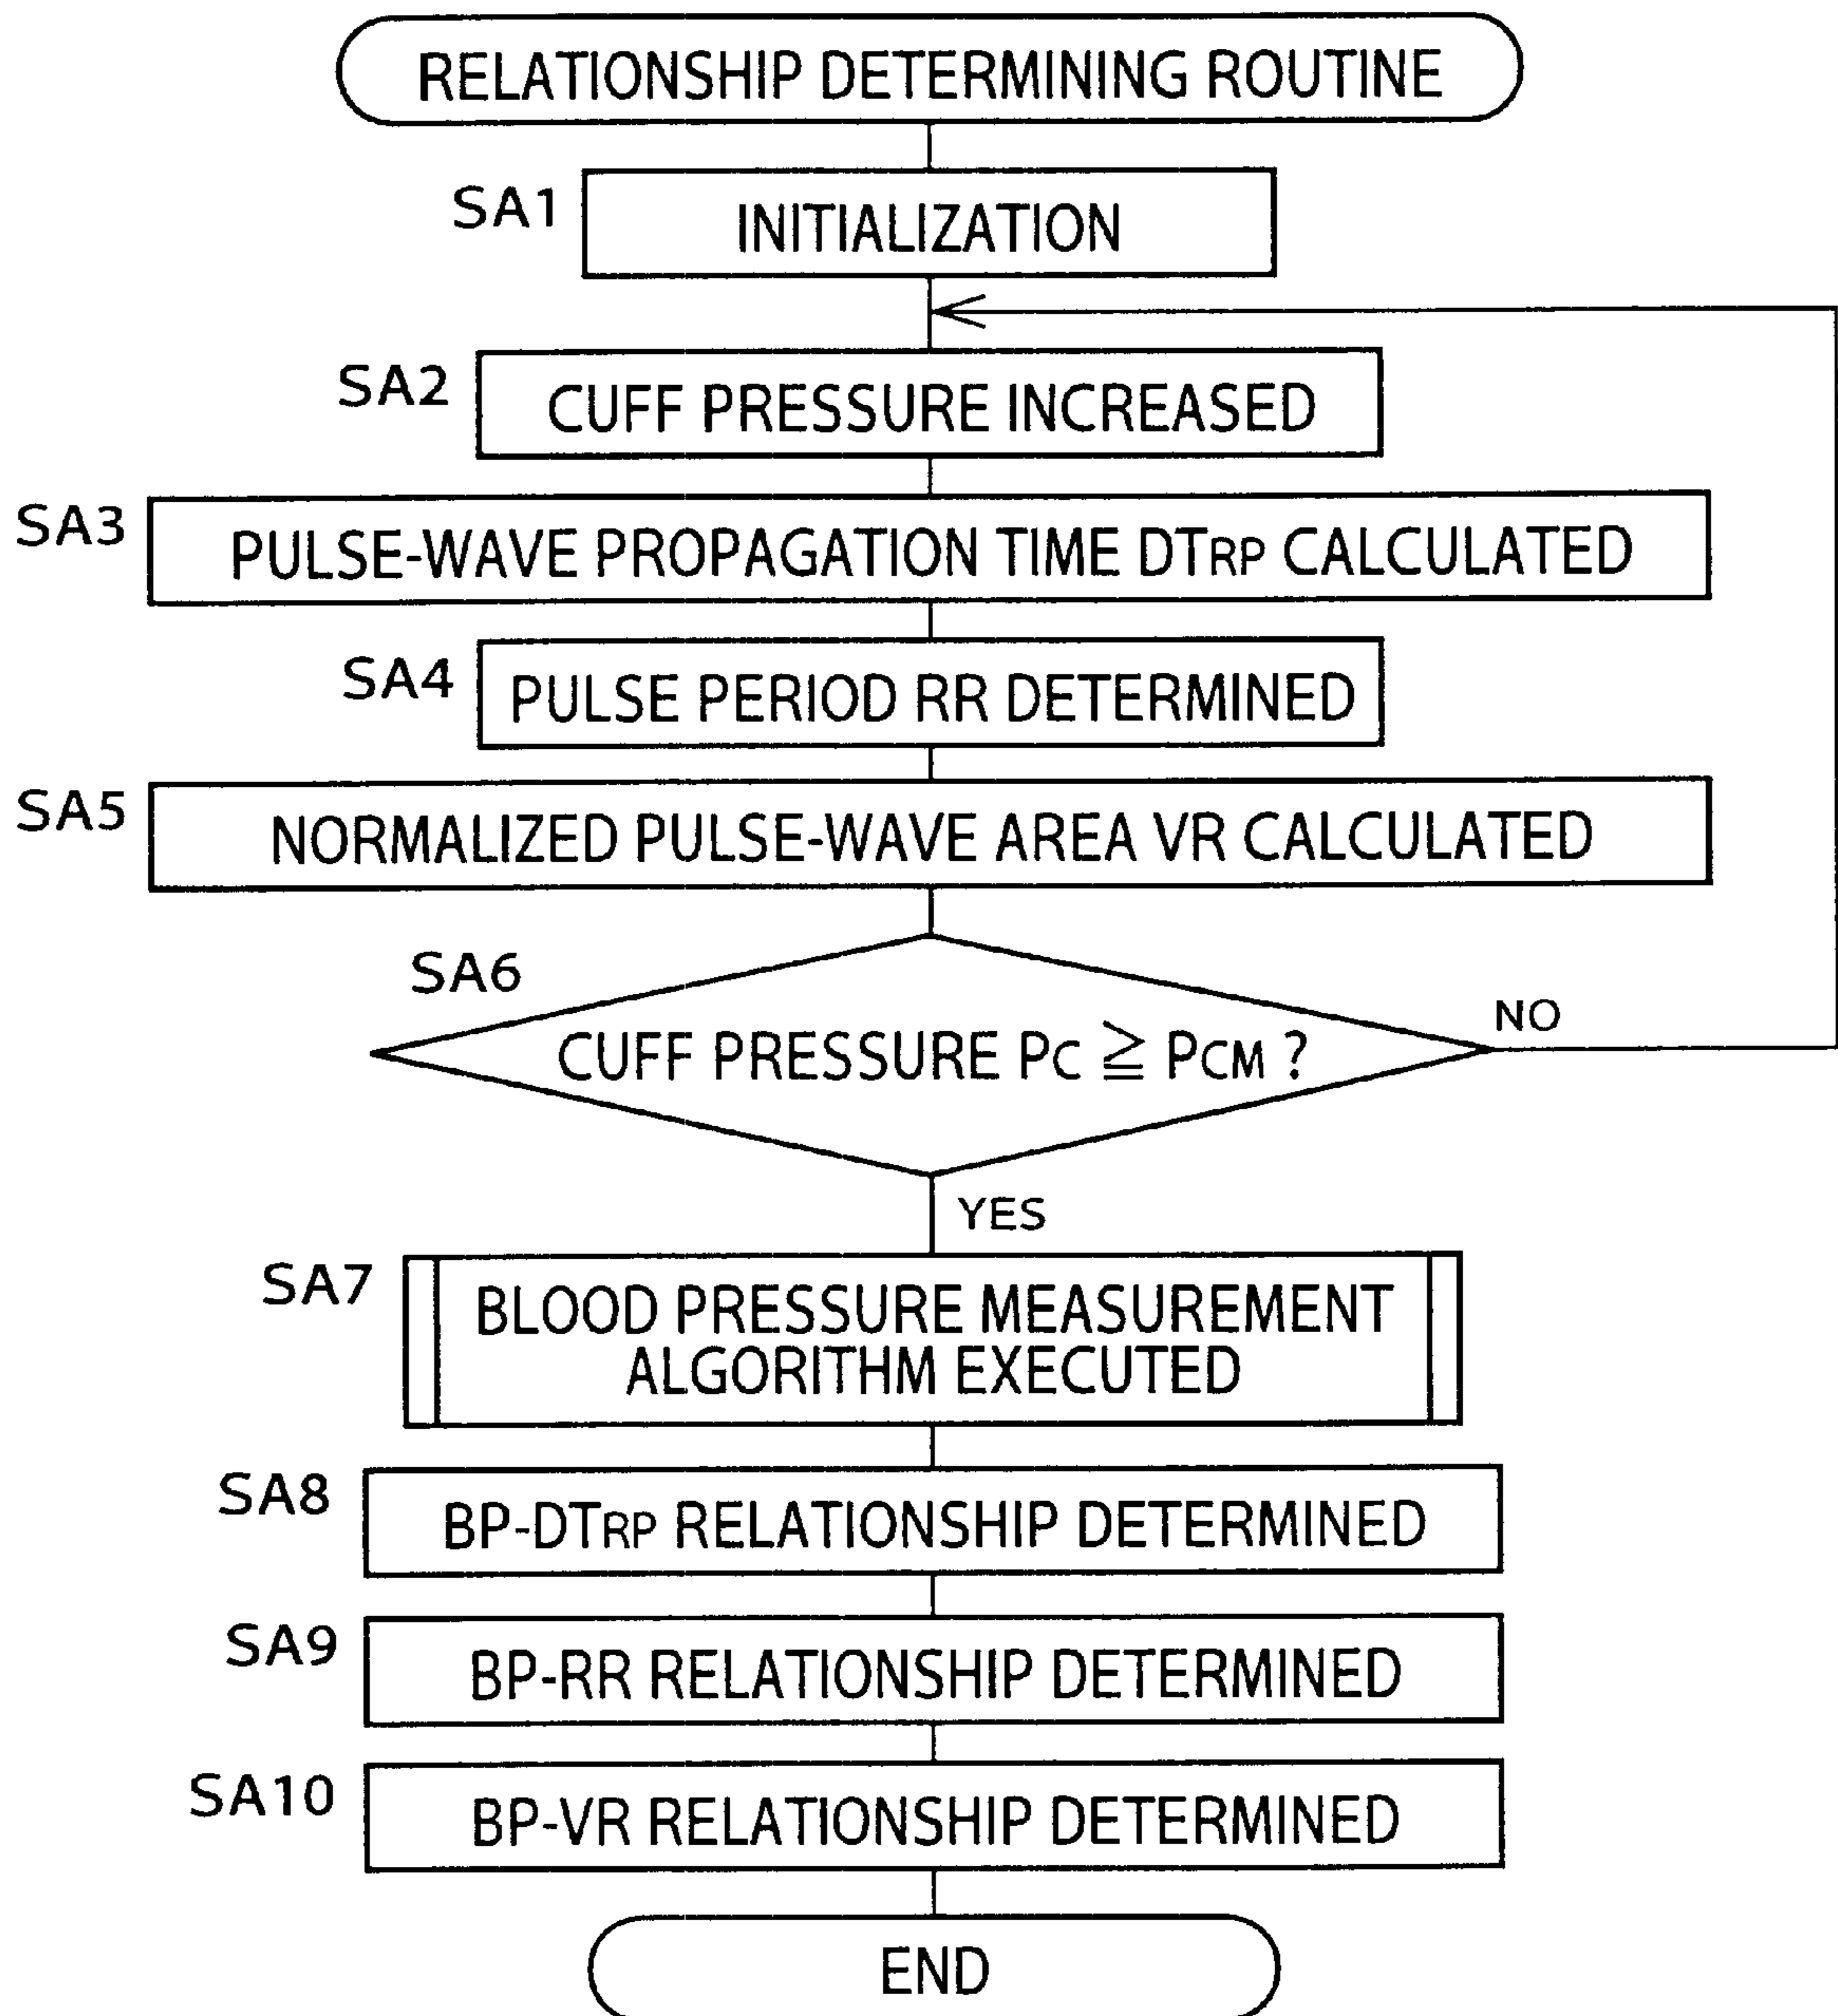 RELATIONSHIP DETERMINING ROUTINE
SA1
INITIALIZATION
SA2
CUFF PRESSURE INCREASED
SA3
PULSE-WAVE PROPAGATION TIME DTRP CALCULATED
SA4
PULSE PERIOD RR DETERMINED
SA5
NORMALIZED PULSE-WAVE AREA VR CALCULATED
SA6
CUFF PRESSURE PC ≧ PCM ?
NO
YES
SA7
BLOOD PRESSURE MEASUREMENT
ALGORITHM EXECUTED
SA8
BP-DTRP RELATIONSHIP DETERMINED
SA9
BP-RR RELATIONSHIP DETERMINED
SA10
BP-VR RELATIONSHIP DETERMINED
END